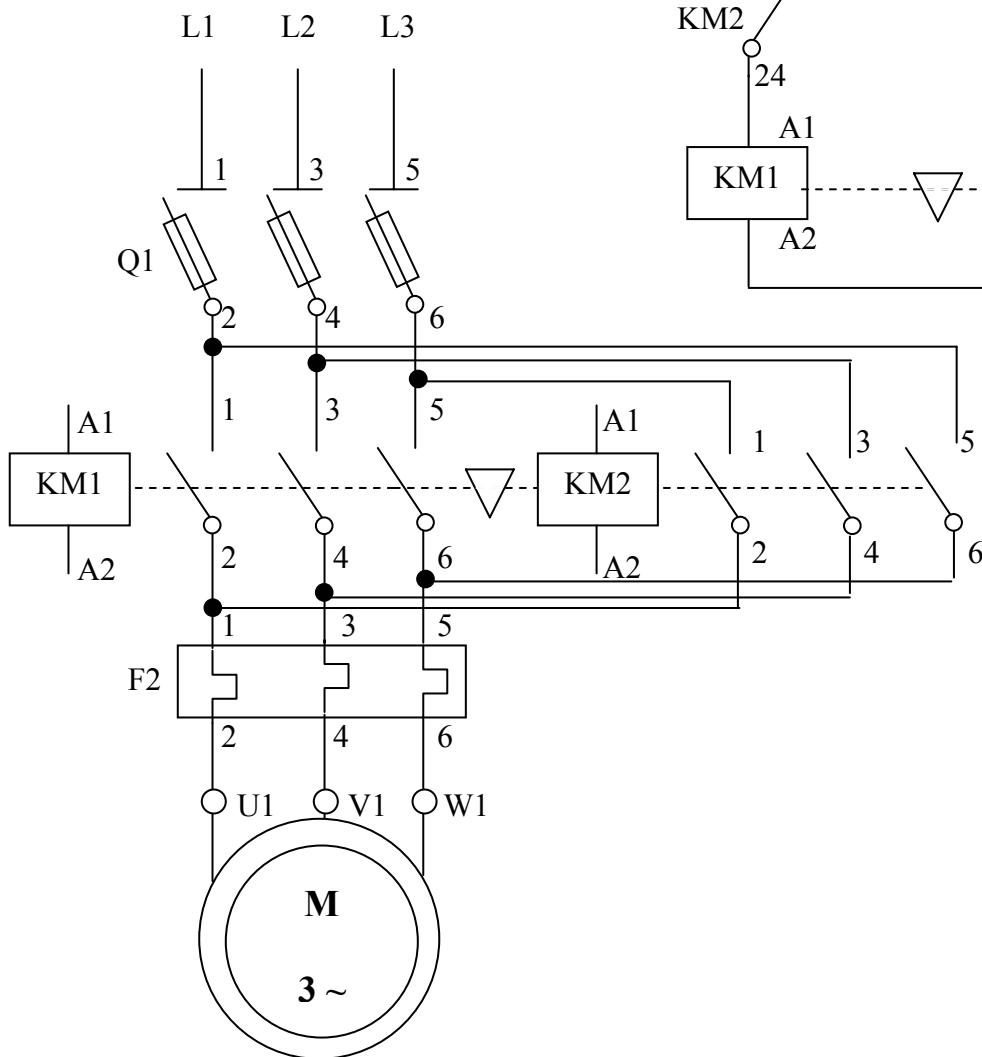 L1 L2 L3 KM2
24
A1
1 3 5 KM1
A2
Q1
2 4 6
1 3 5
A1 A1 1 3 5
KM1 KM2
2 4 6 2 4 6
A2 A2
1 3 5
F2
2 4 6
U1 V1 W1
M
3 ~